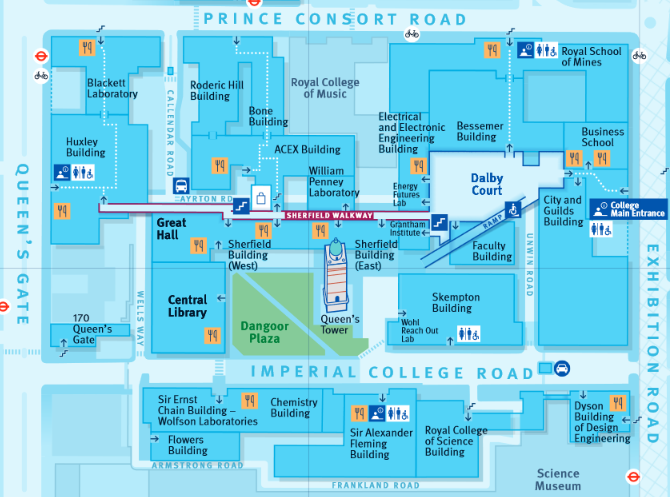 PRINCE CONSORT ROAD
Blackett
Laboratory
Roderic Hill
Building
Bone
Building
Royal College
of Music
Royal School
of Mines
CALLENDAR ROAD
Electrical
and Electronic
Engineering
Building
Bessemer
Building
Business
School
Huxley
Building
ACEX Building
William
Penney
Laboratory
Energy
Futures
Lab
Dalby
Court
City and
Guilds
Building
College
Main Entrance
AYRTON RD
SHERFIELD WALKWAY
RAMP
QUEEN'S GATE
Great
Hall
Sherfield
Building
(West)
Sherfield
Building
(East)
Grantham
Institute
Faculty
Building
UNWIN ROAD
EXHIBITION ROAD
WELLS WAY
Central
Library
Dangoor
Plaza
Queen's
Tower
Skempton
Building
Wohl
Reach Out
Lab
170
Queen's
Gate
IMPERIAL COLLEGE ROAD
Sir Ernst
Chain Building –
Wolfson Laboratories
Chemistry
Building
Flowers
Building
Sir Alexander
Fleming
Building
Royal College
of Science
Building
Dyson
Building
of Design
Engineering
ARMSTRONG ROAD
FRANKLAND ROAD
Science
Museum